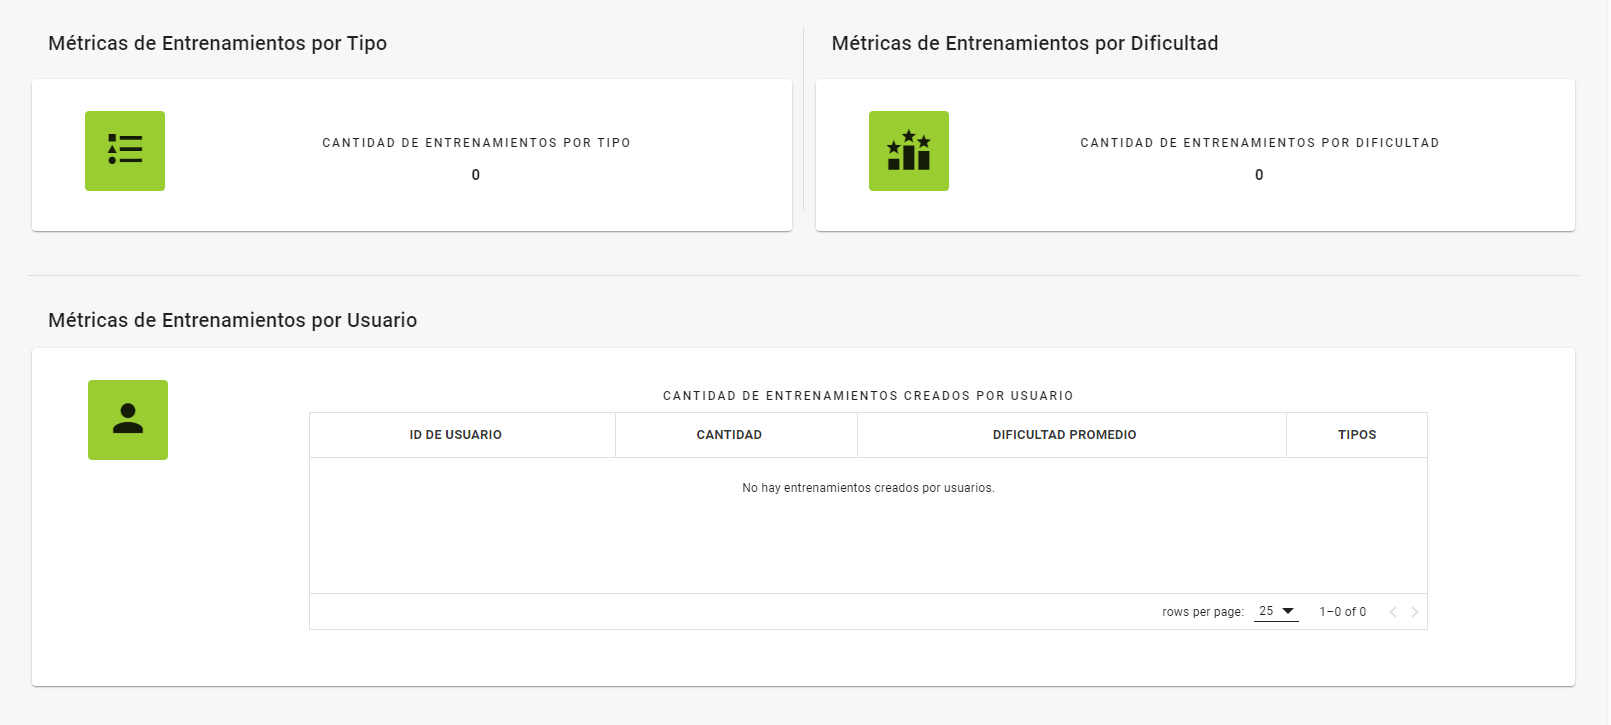 Métricas de Entrenamientos por Tipo
CANTIDAD DE ENTRENAMIENTOS POR TIPO
0
Métricas de Entrenamientos por Dificultad
CANTIDAD DE ENTRENAMIENTOS POR DIFICULTAD
0
Métricas de Entrenamientos por Usuario
CANTIDAD DE ENTRENAMIENTOS CREADOS POR USUARIO
ID DE USUARIO CANTIDAD DIFICULTAD PROMEDIO TIPOS
No hay entrenamientos creados por usuarios.
rows per page: 25 1–0 of 0